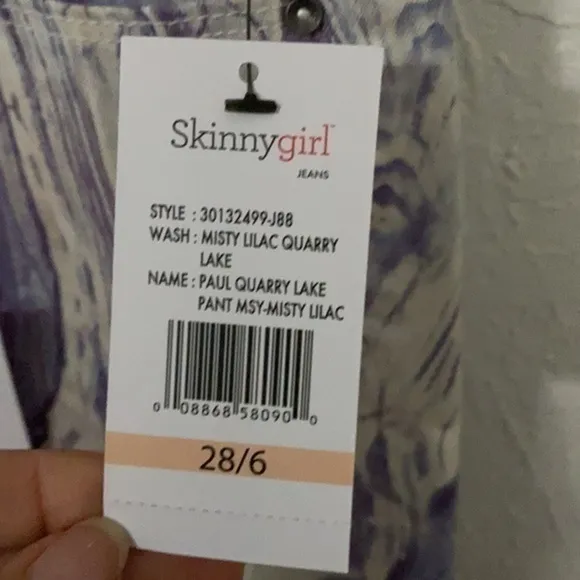 Skinnygirl™
JEANS
STYLE : 30132499-J88
WASH : MISTY LILAC QUARRY
LAKE
NAME : PAUL QUARRY LAKE
PANT MSY-MISTY LILAC
0 08868 58090 0
28/6